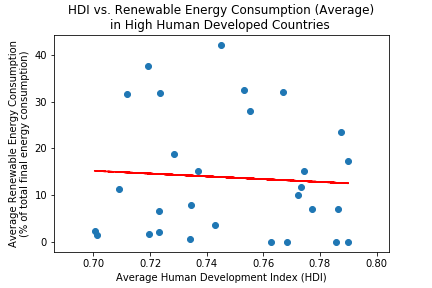 HDI vs. Renewable Energy Consumption (Average)
in High Human Developed Countries
Average Renewable Energy Consumption
(% of total final energy consumption)
40
30
20
10
0
0.70 0.72 0.74 0.76 0.78 0.80
Average Human Development Index (HDI)